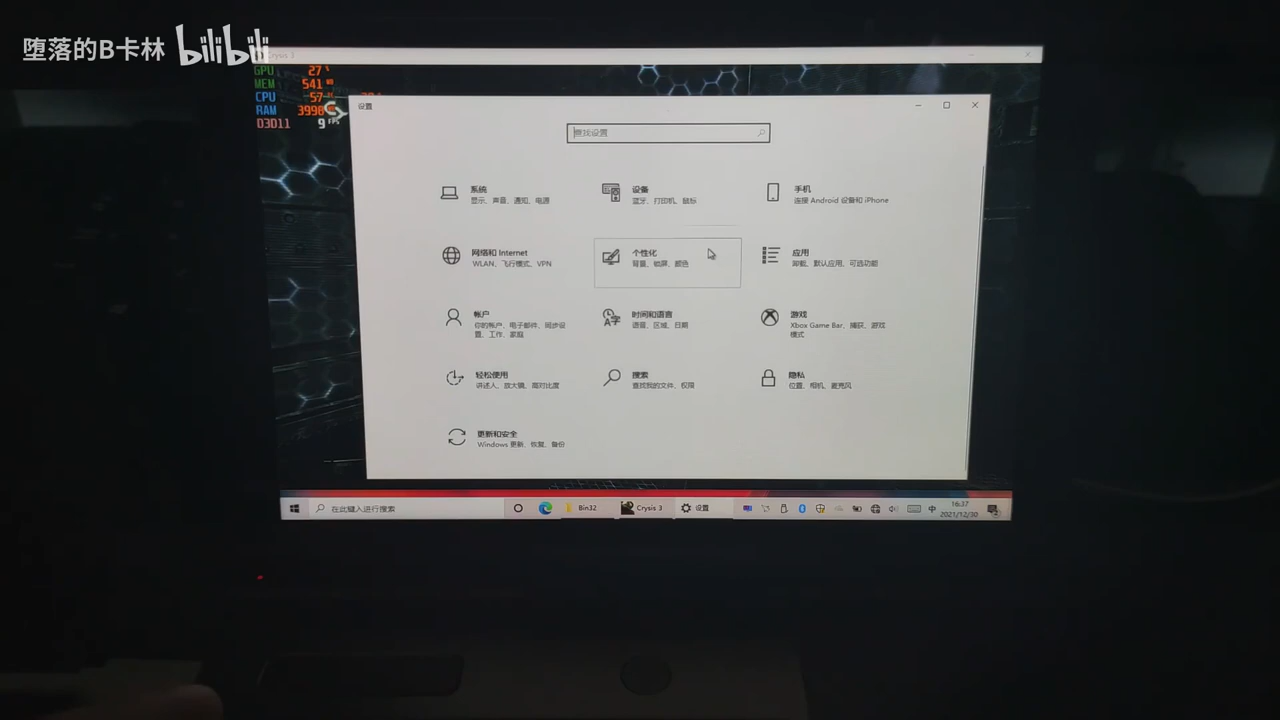 堕落的B卡林 bilibili
Crysis 3
GPU 27 %
MEM 541 MB
CPU 57
RAM 3990
D3D11 9 FPS
设置
查找设置
系统
显示、声音、通知、电源
设备
蓝牙、打印机、鼠标
手机
连接 Android 设备和 iPhone
网络和 Internet
WLAN、飞行模式、VPN
个性化
背景、锁屏、颜色
应用
卸载、默认应用、可选功能
帐户
你的帐户、电子邮件、同步设
置、工作、家庭
时间和语言
语音、区域、日期
游戏
Xbox Game Bar、捕获、游戏
模式
轻松使用
讲述人、放大镜、高对比度
搜索
查找我的文件、权限
隐私
位置、相机、麦克风
更新和安全
Windows 更新、恢复、备份
在此键入进行搜索
Bin32
Crysis 3
设置
中
16:37
2021/12/30